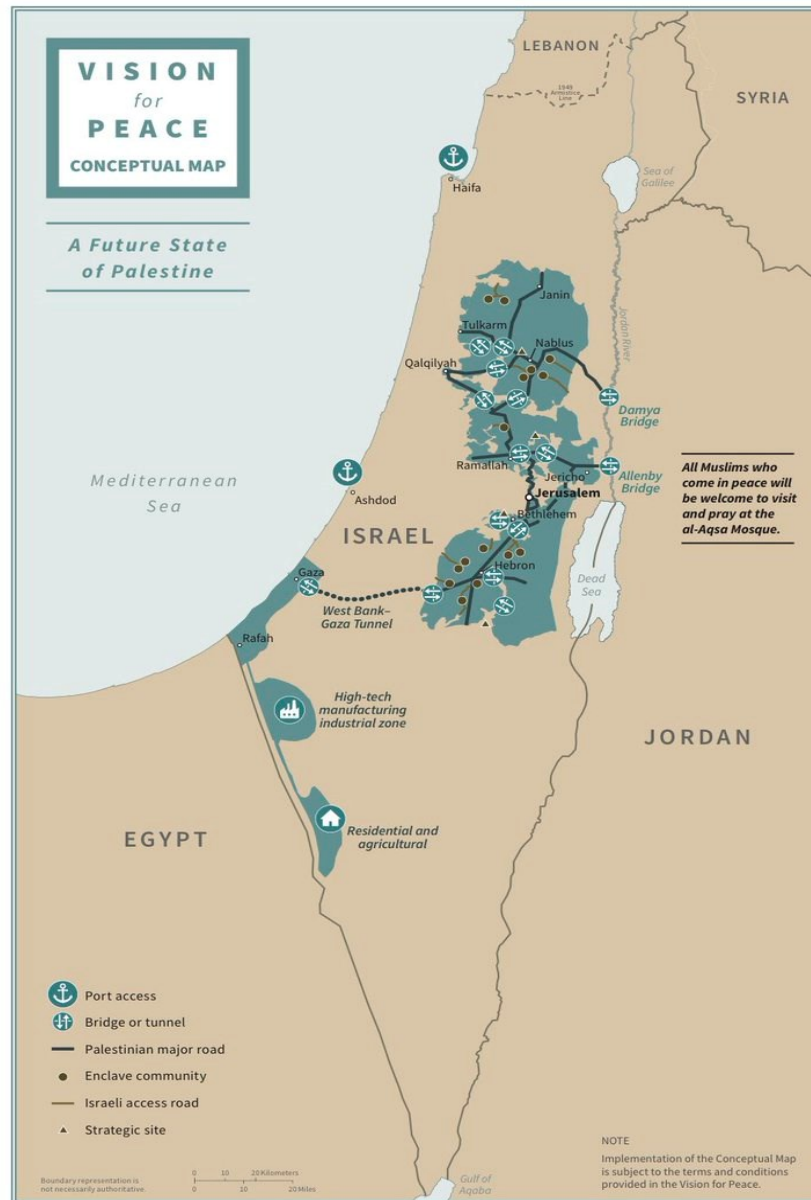 VISION
for
PEACE
CONCEPTUAL MAP
A Future State
of Palestine
LEBANON
1949
Armistice
Line
SYRIA
Sea of
Galilee
Haifa
Janin
Jordan River
Tulkarm
Nablus
Qalqilyah
Damya
Bridge
Ramallah
Jericho
Allenby
Bridge
All Muslims who
come in peace will
be welcome to visit
and pray at the
al-Aqsa Mosque.
Mediterranean
Sea
Ashdod
Jerusalem
Bethlehem
ISRAEL
Hebron
Dead
Sea
Gaza
West Bank–
Gaza Tunnel
Rafah
High-tech
manufacturing
industrial zone
JORDAN
EGYPT
Residential and
agricultural
Port access
Bridge or tunnel
Palestinian major road
Enclave community
Israeli access road
Strategic site
Boundary representation is
not necessarily authoritative.
0 10 20 Kilometers
0 10 20 Miles
Gulf of
Aqaba
NOTE
Implementation of the Conceptual Map
is subject to the terms and conditions
provided in the Vision for Peace.